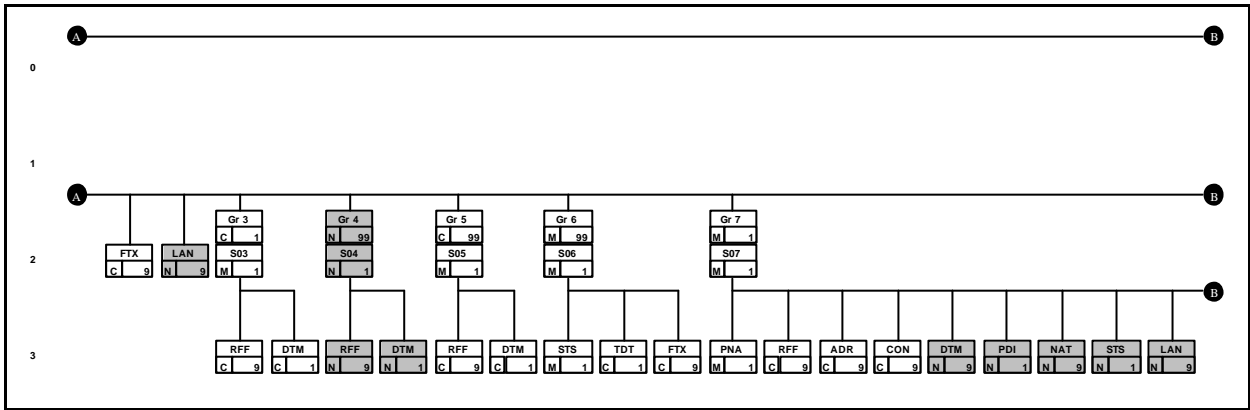 A B
0
1
A B
Gr 3 Gr 4 Gr 5 Gr 6 Gr 7
C 1 N 99 C 99 M 99 M 1
2 FTX LAN S03 S04 S05 S06 S07
C 9 N 9 M 1 N 1 M 1 M 1 M 1
B
3 RFF DTM RFF DTM RFF DTM STS TDT FTX PNA RFF ADR CON DTM PDI NAT STS LAN
C 9 C 1 N 9 N 1 C 9 C 1 M 1 C 1 C 9 M 1 C 9 C 9 C 9 N 9 N 1 N 9 N 1 N 9